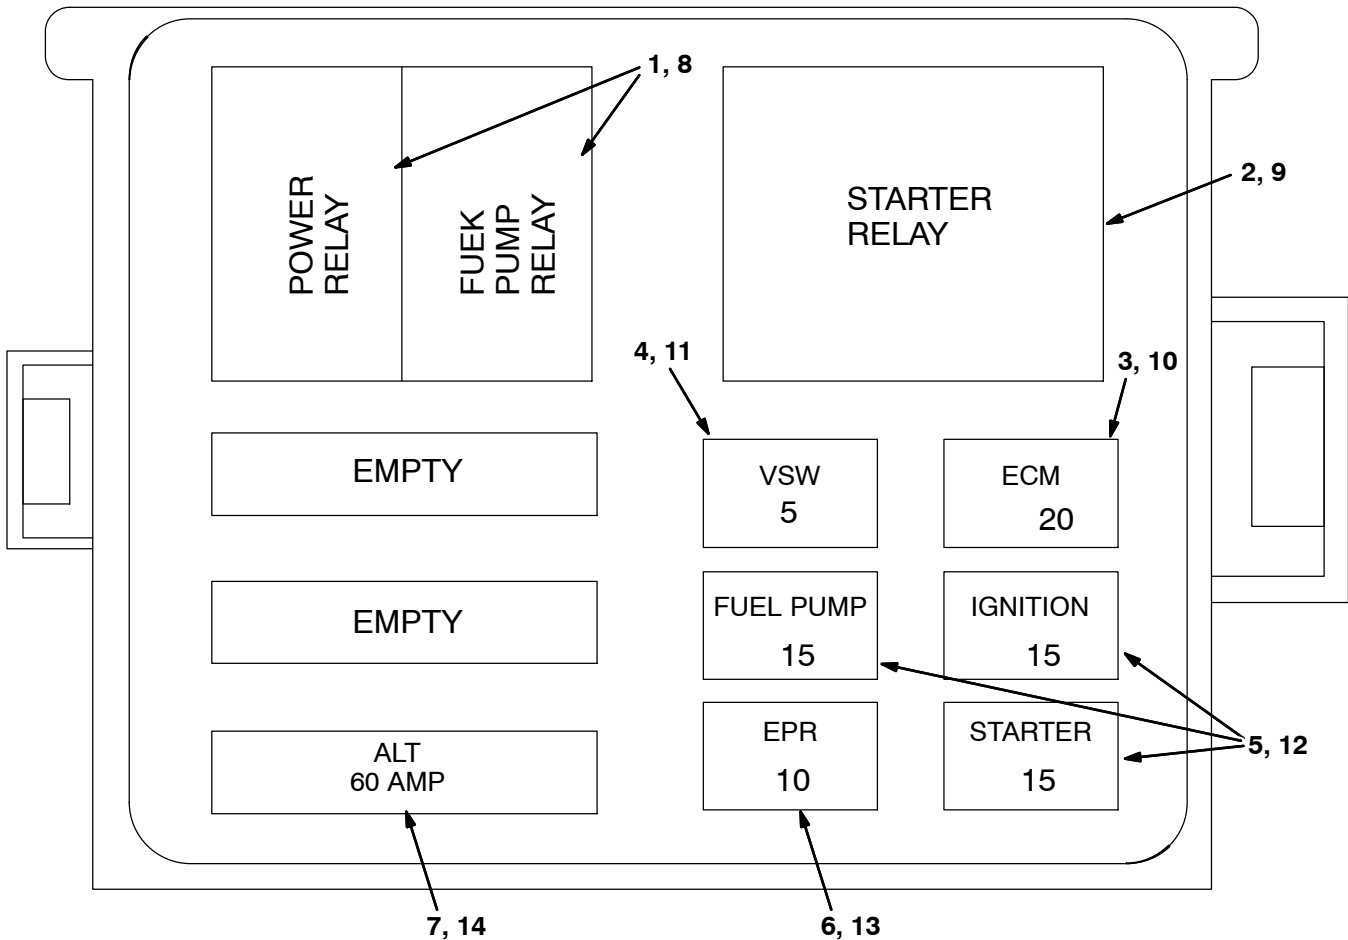 1, 8
2, 9
POWER
RELAY
FUEK
PUMP
RELAY
STARTER
RELAY
4, 11
3, 10
EMPTY
VSW
5
ECM
20
EMPTY
FUEL PUMP
15
IGNITION
15
5, 12
ALT
60 AMP
EPR
10
STARTER
15
7, 14
6, 13